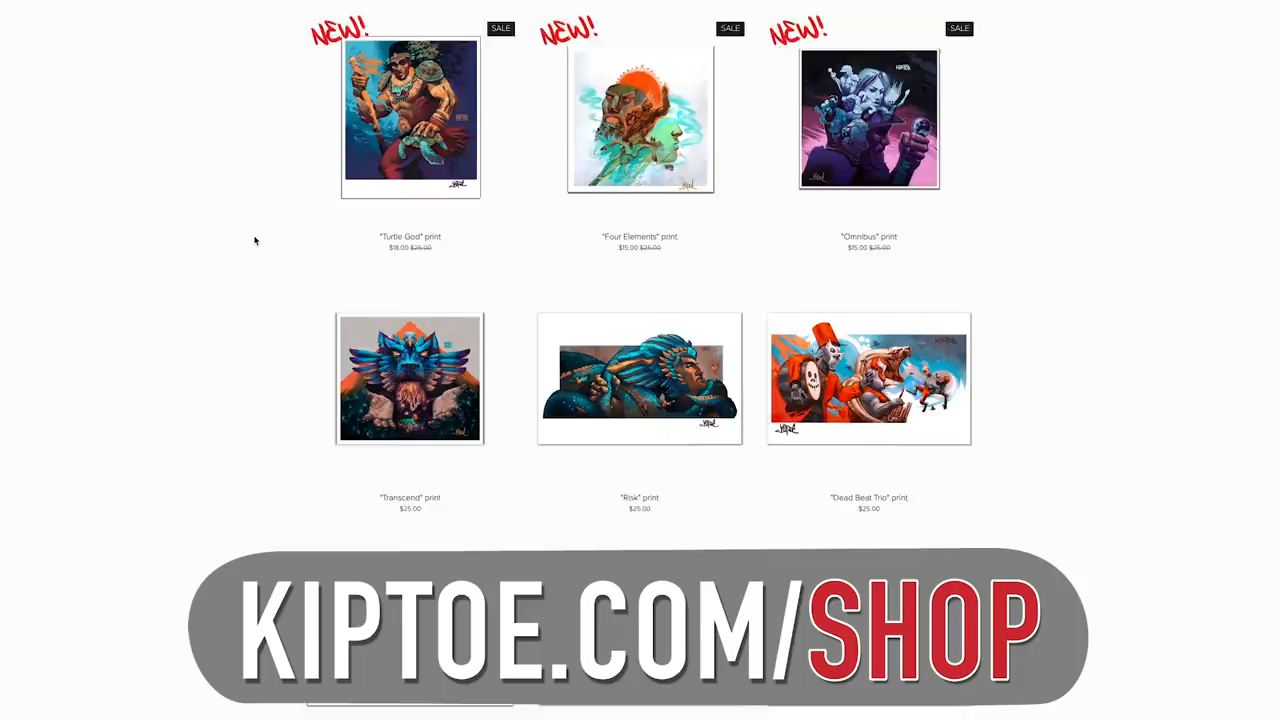 NEW! SALE NEW! SALE NEW! SALE
"Turtle God" print "Four Elements" print "Omnibus" print
$18.00 $25.00 $15.00 $25.00 $15.00 $25.00
KIPTOE
"Transcend" print "Risk" print "Dead Beat Trio" print
$25.00 $25.00 $25.00
KIPTOE.COM/SHOP